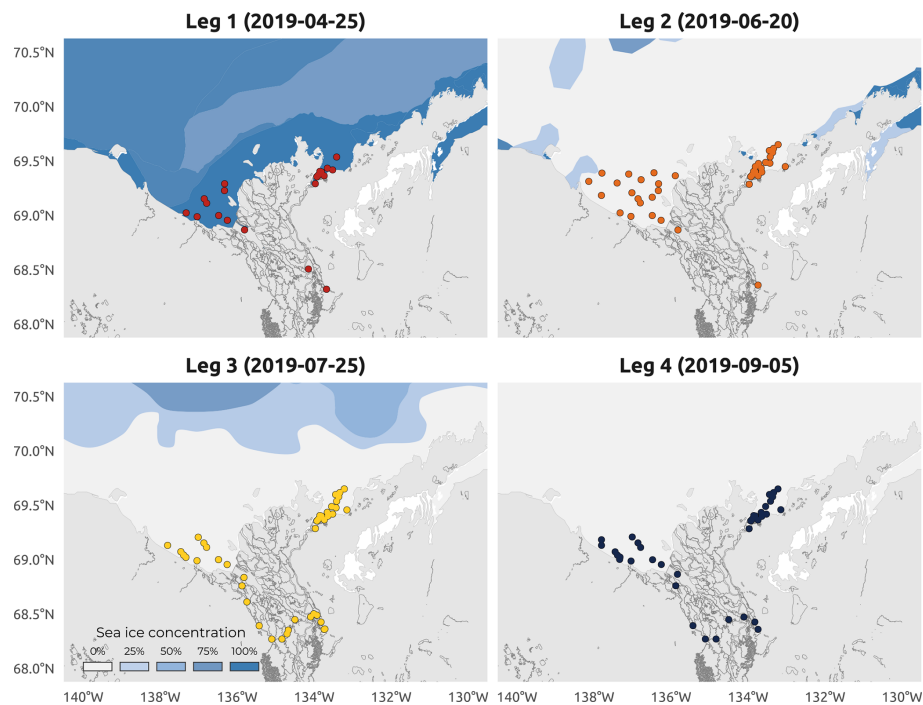 Leg 1 (2019-04-25)
Leg 2 (2019-06-20)
70.5°N
70.0°N
69.5°N
69.0°N
68.5°N
68.0°N
Leg 3 (2019-07-25)
Leg 4 (2019-09-05)
70.5°N
70.0°N
69.5°N
69.0°N
68.5°N
68.0°N
Sea ice concentration
0% 25% 50% 75% 100%
140°W 138°W 136°W 134°W 132°W 130°W 140°W 138°W 136°W 134°W 132°W 130°W